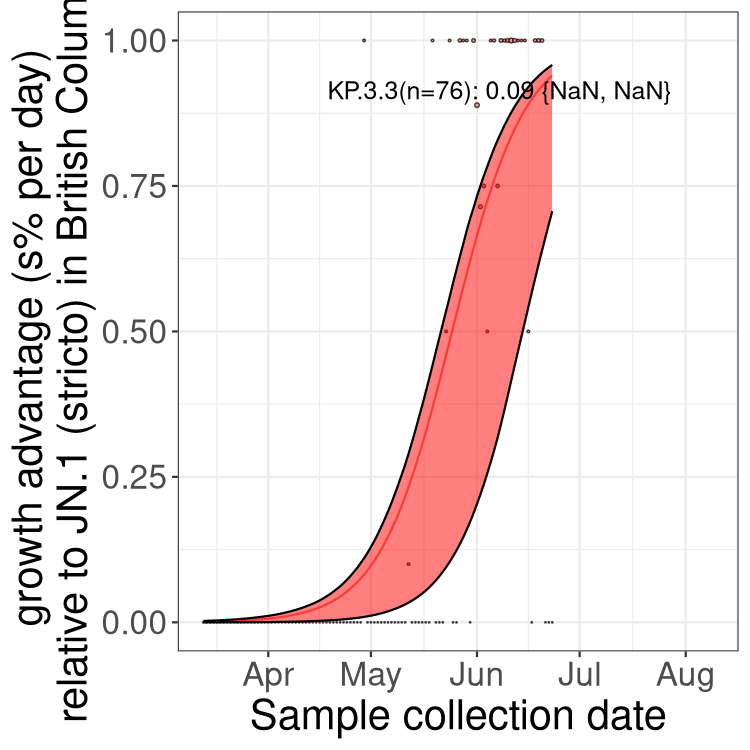 growth advantage (s% per day)
relative to JN.1 (stricto) in British Colum
1.00
0.75
0.50
0.25
0.00
KP.3.3(n=76): 0.09 {NaN, NaN}
Apr May Jun Jul Aug
Sample collection date